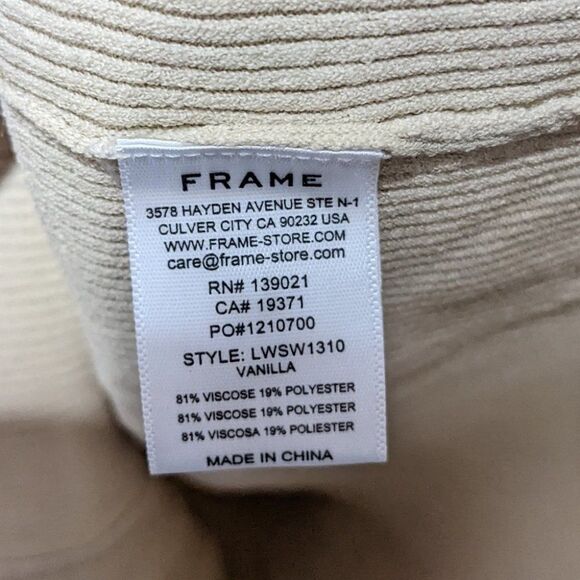 FRAME
3578 HAYDEN AVENUE STE N-1
CULVER CITY CA 90232 USA
WWW.FRAME-STORE.COM
care@frame-store.com
RN# 139021
CA# 19371
PO#1210700
STYLE: LWSW1310
VANILLA
81% VISCOSE 19% POLYESTER
81% VISCOSE 19% POLYESTER
81% VISCOSA 19% POLIESTER
MADE IN CHINA